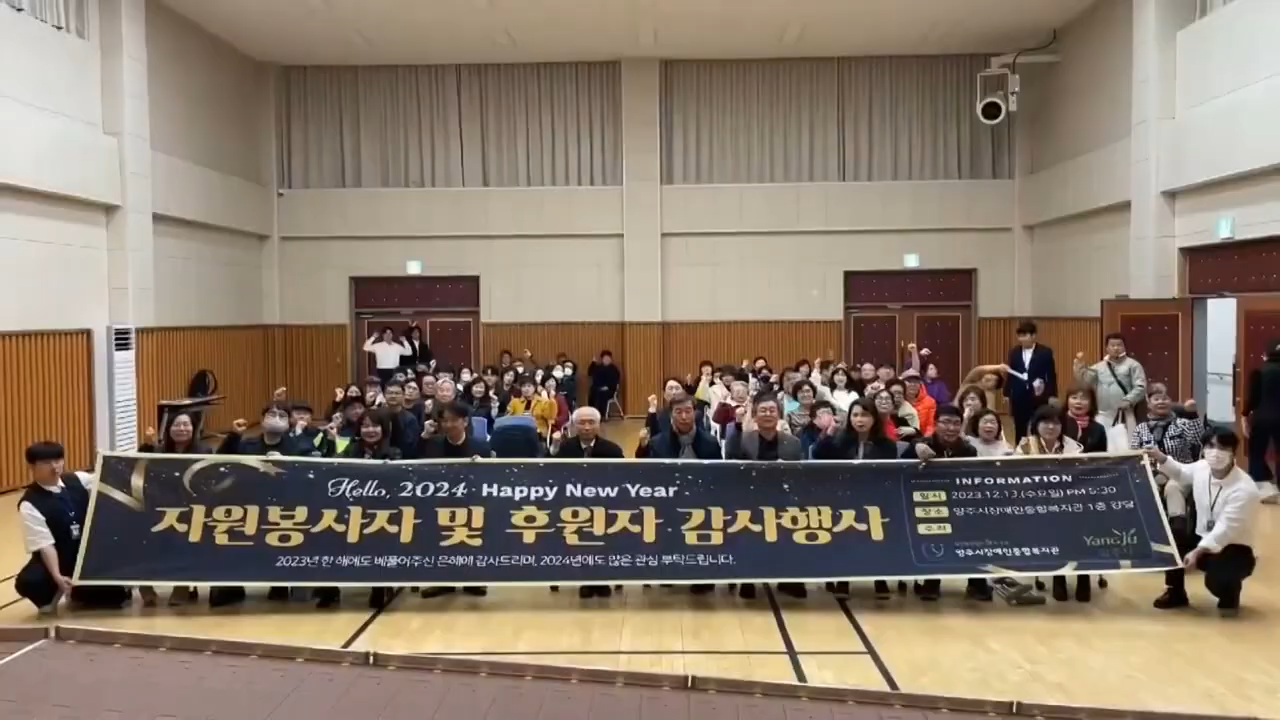 Hello, 2024 Happy New Year
자원봉사자 및 후원자 감사행사
2023년 한 해에도 베풀어주신 은혜에 감사드리며, 2024년에도 많은 관심 부탁드립니다.
INFORMATION
일시 2023.12.13.(수요일) PM 5:30
장소 양주시장애인종합복지관 1층 강당
주최
양주시장애인종합복지관
Yangju